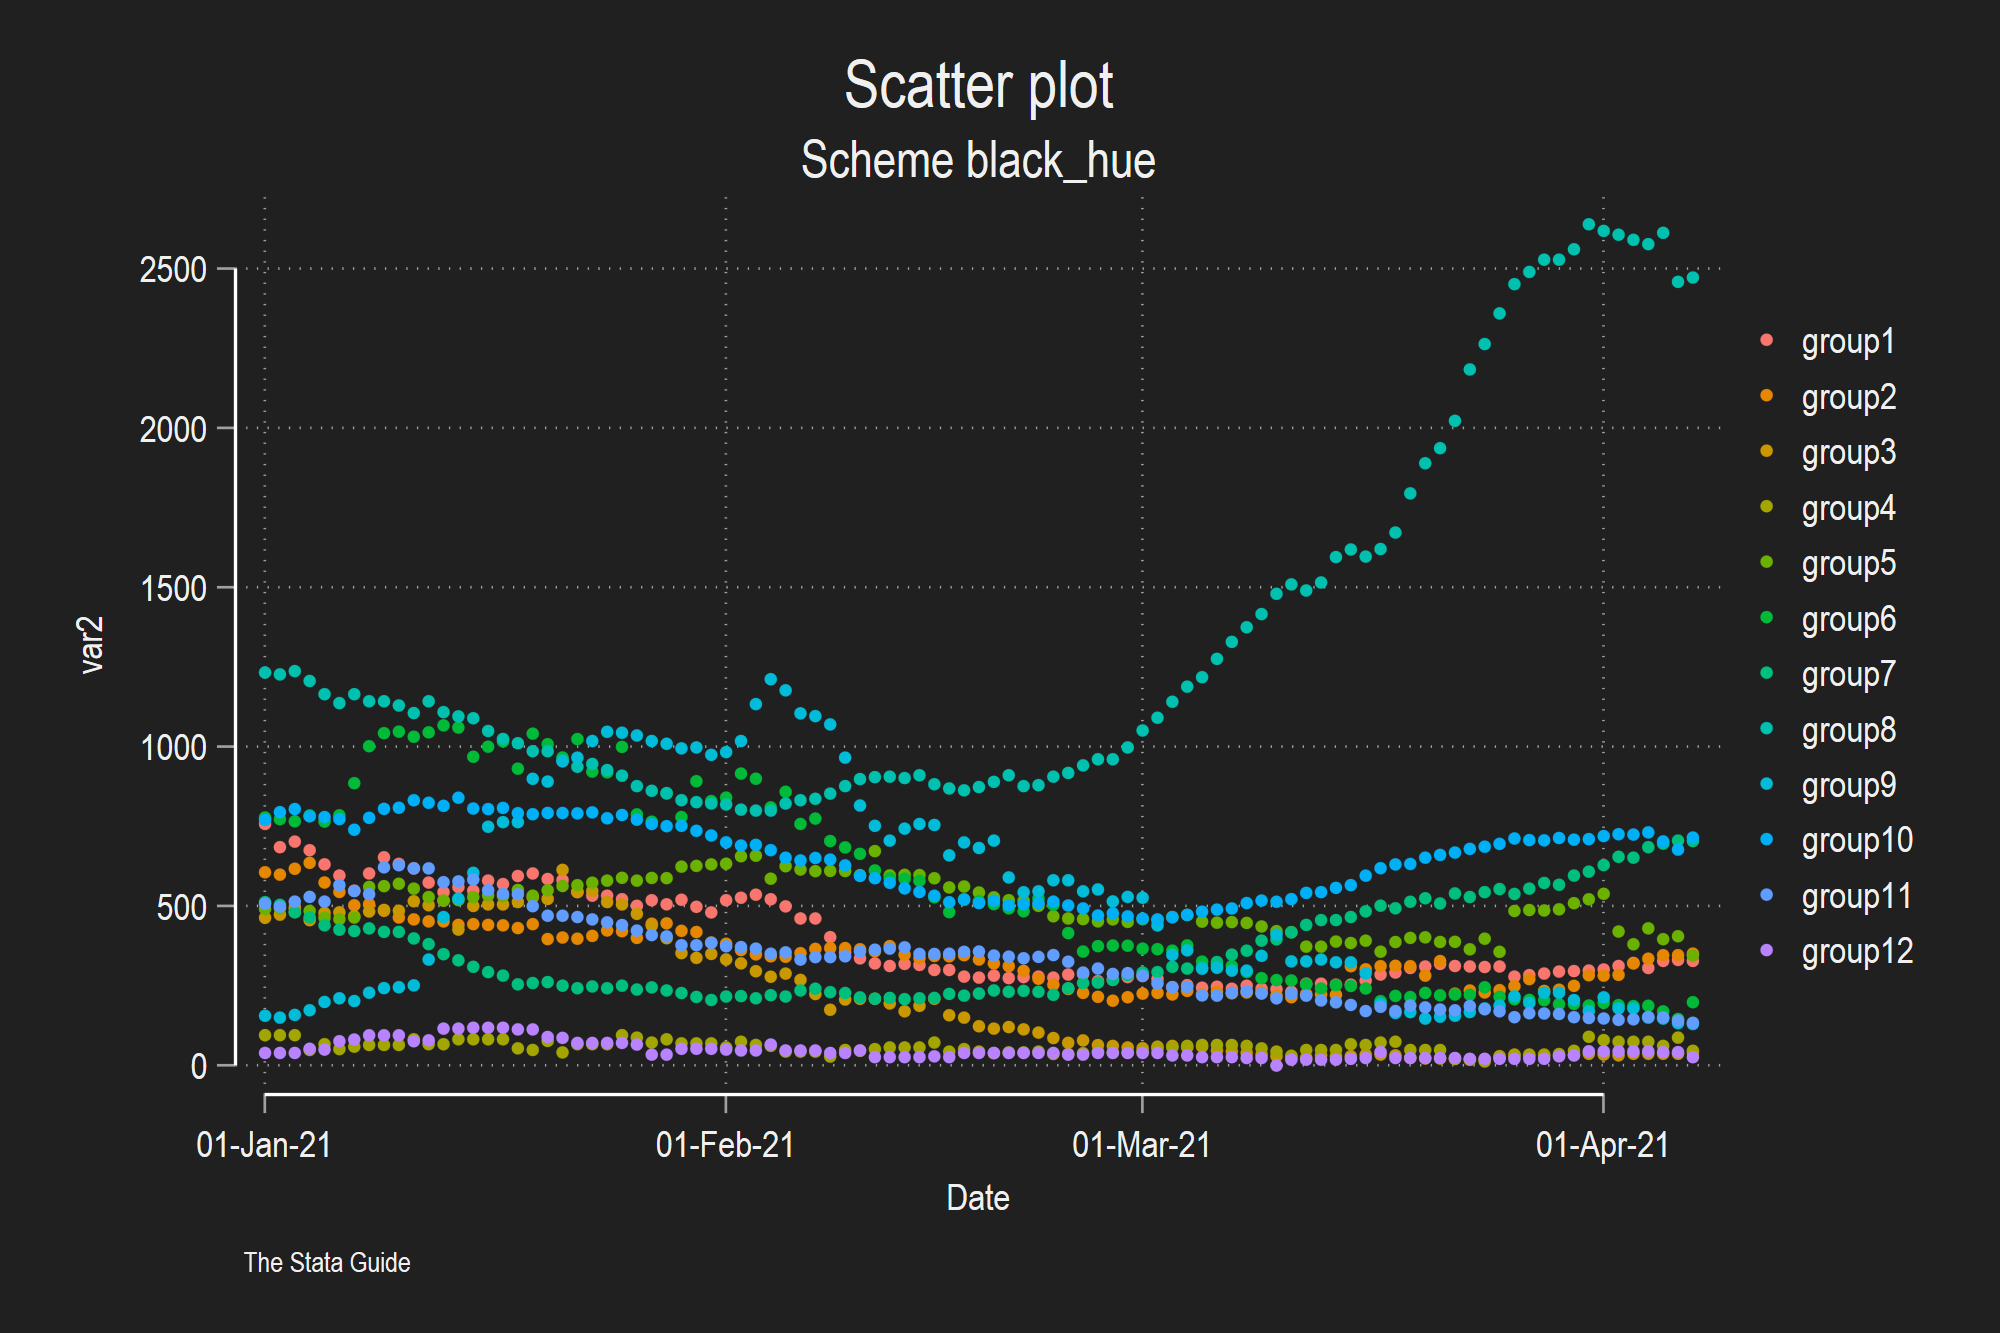 Scatter plot
Scheme black_hue
2500
2000
1500
1000
500
0
var2
01-Jan-21
01-Feb-21
01-Mar-21
01-Apr-21
Date
group1
group2
group3
group4
group5
group6
group7
group8
group9
group10
group11
group12
The Stata Guide